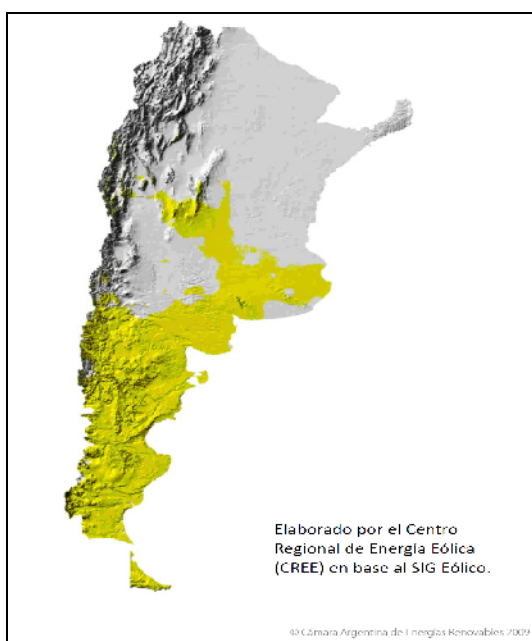 Elaborado por el Centro
Regional de Energía Eólica
(CREE) en base al SIG Eólico.
© Cámara Argentina de Energías Renovables 2009